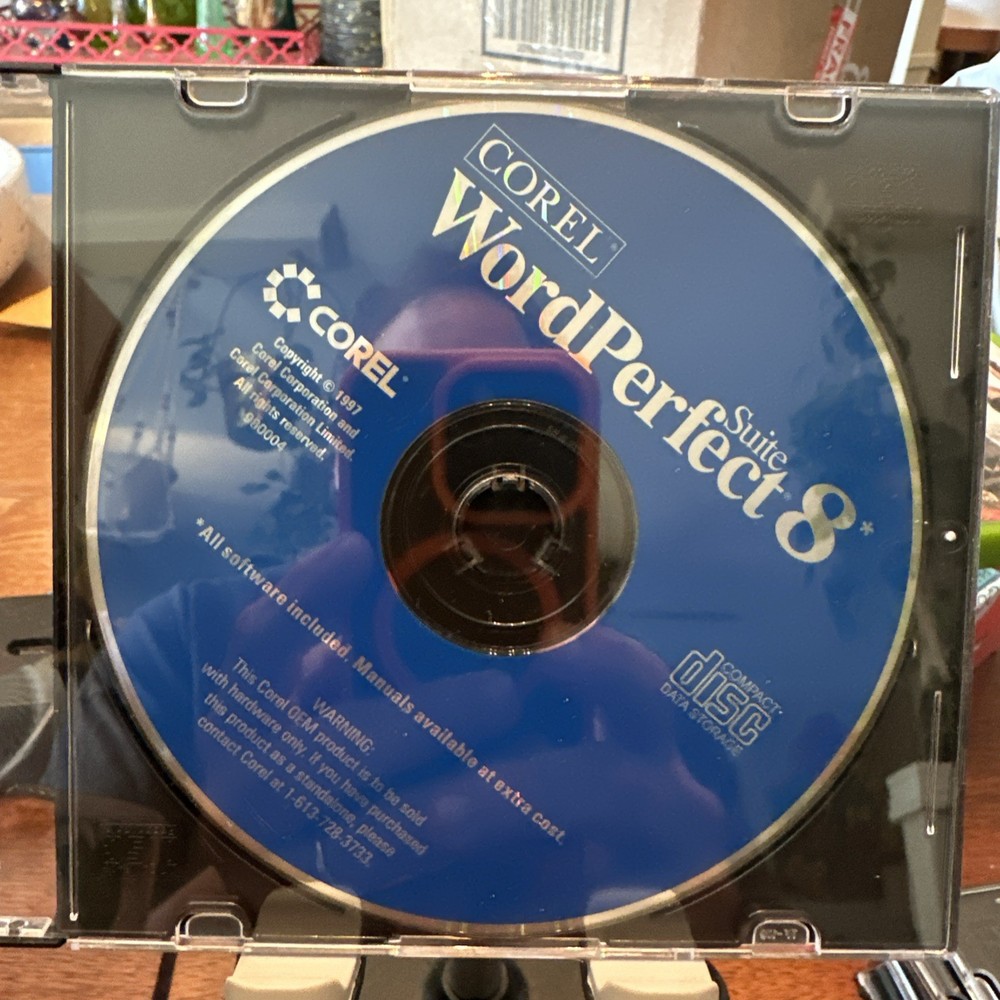 COREL®
WordPerfect®
Suite
8*
COREL®
Copyright © 1997
Corel Corporation and
Corel Corporation Limited.
All rights reserved.
980004
*All software included. Manuals available at extra cost.
WARNING:
This Corel OEM product is to be sold
with hardware only, if you have purchased
this product as a standalone, please
contact Corel at 1-613-728-3733.
COMPACT
disc
DATA STORAGE